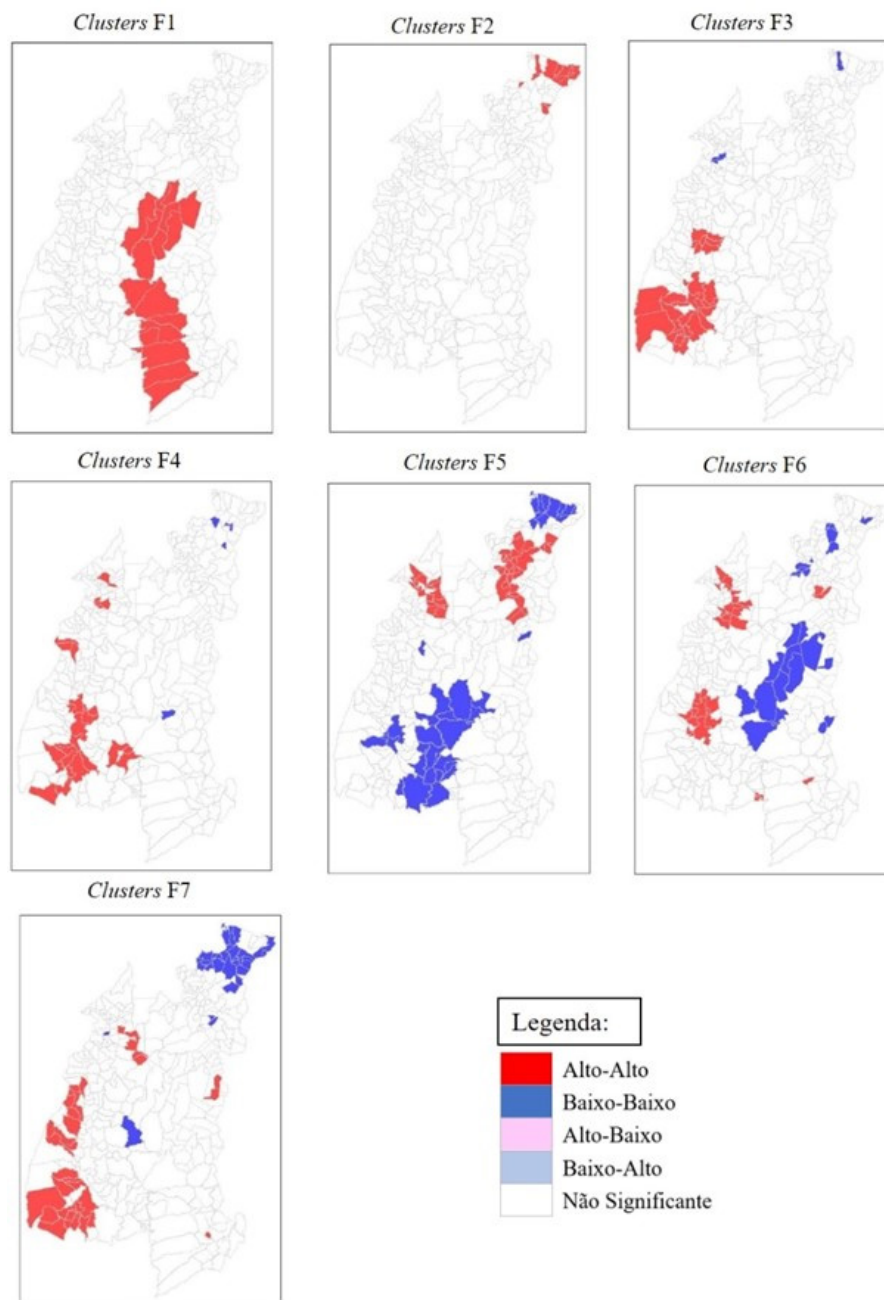 Clusters F1
Clusters F2
Clusters F3
Clusters F4
Clusters F5
Clusters F6
Clusters F7
Legenda:
Alto-Alto
Baixo-Baixo
Alto-Baixo
Baixo-Alto
Não Significante